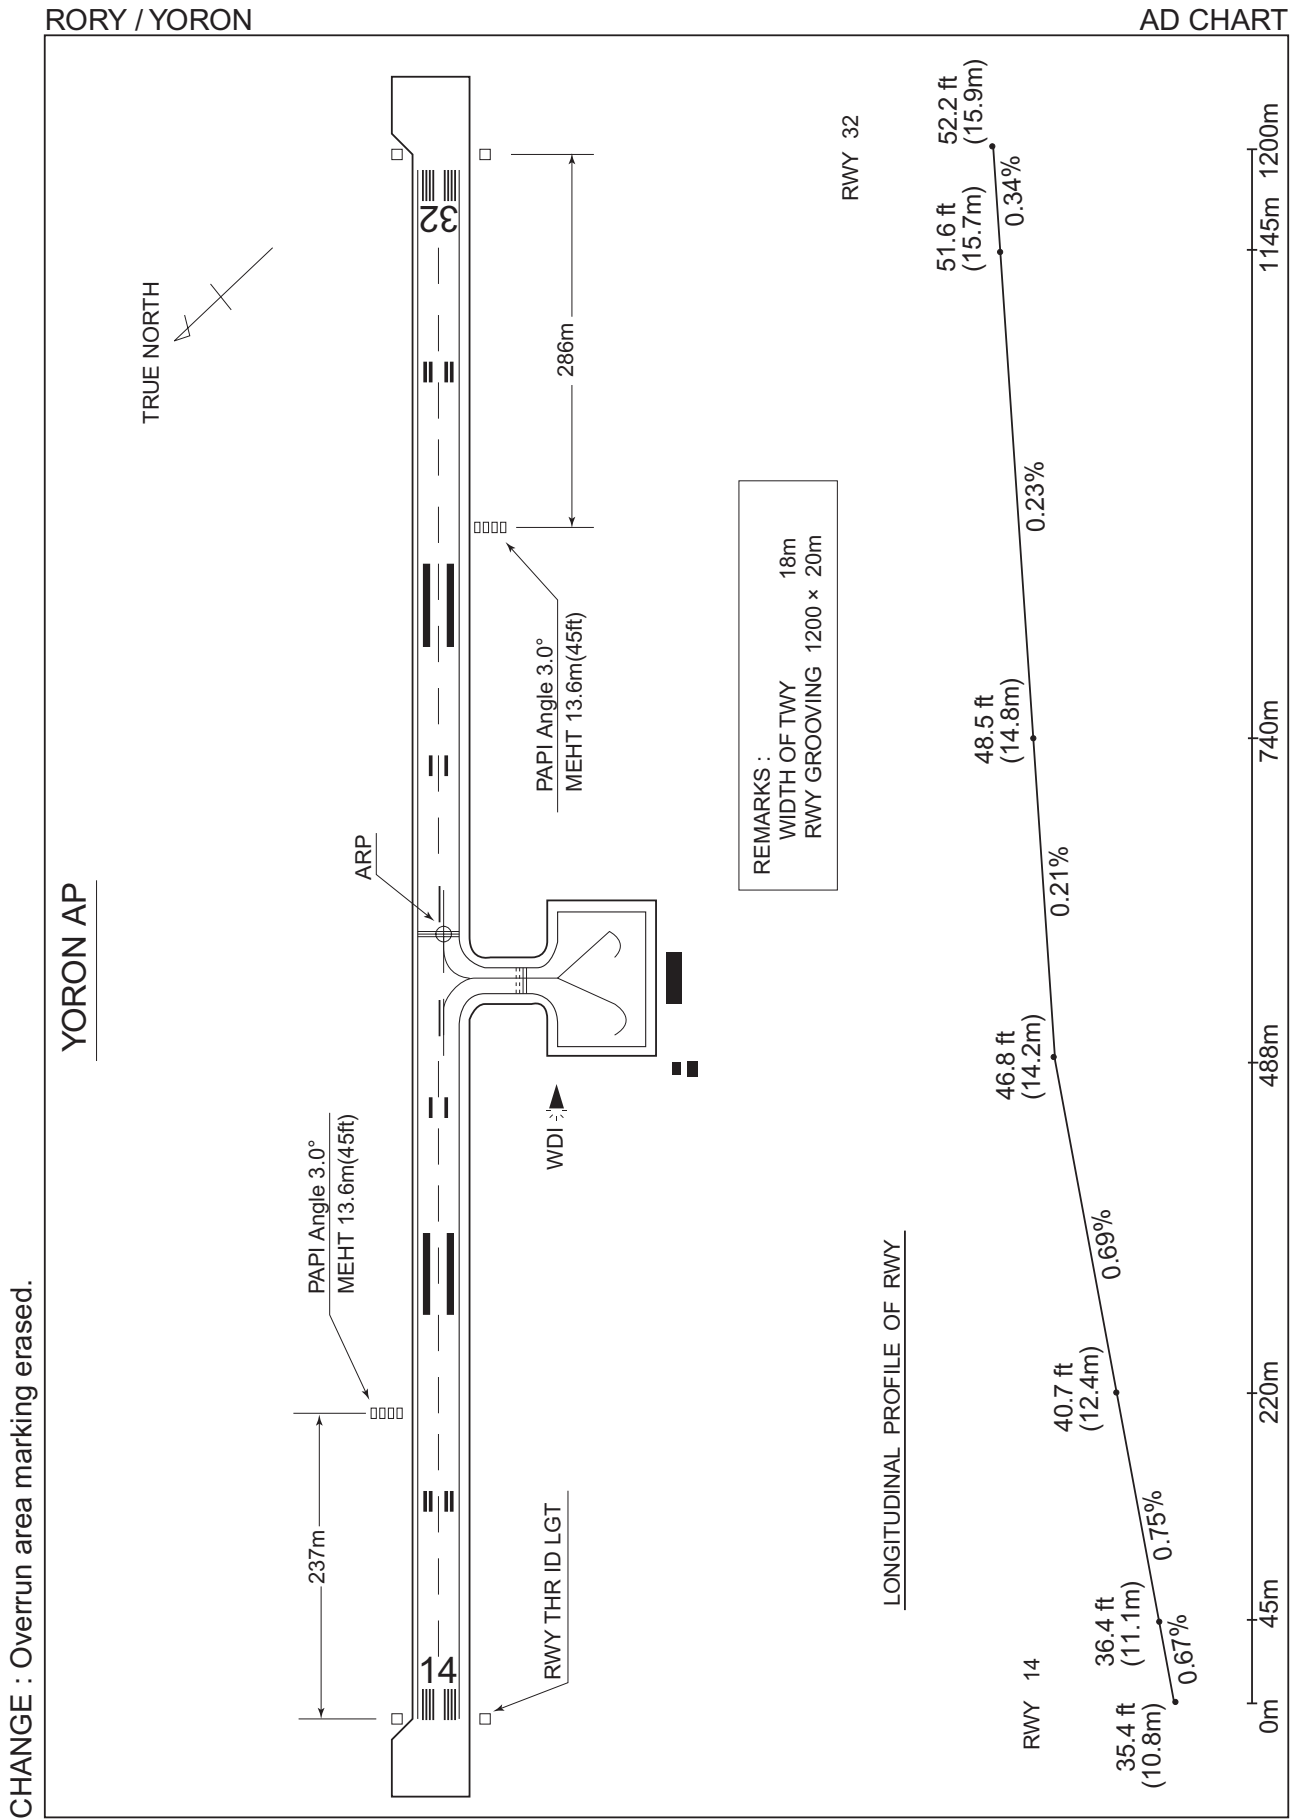 RORY / YORON
AD CHART
YORON AP
TRUE NORTH
32
286m
PAPI Angle 3.0°
MEHT 13.6m(45ft)
ARP
PAPI Angle 3.0°
MEHT 13.6m(45ft)
237m
14
RWY THR ID LGT
WDI
REMARKS :
WIDTH OF TWY 18m
RWY GROOVING 1200 × 20m
LONGITUDINAL PROFILE OF RWY
RWY 14
RWY 32
35.4 ft
(10.8m)
0.67%
36.4 ft
(11.1m)
0.75%
40.7 ft
(12.4m)
0.69%
46.8 ft
(14.2m)
0.21%
48.5 ft
(14.8m)
0.23%
51.6 ft
(15.7m)
0.34%
52.2 ft
(15.9m)
0m
45m
220m
488m
740m
1145m
1200m
CHANGE : Overrun area marking erased.